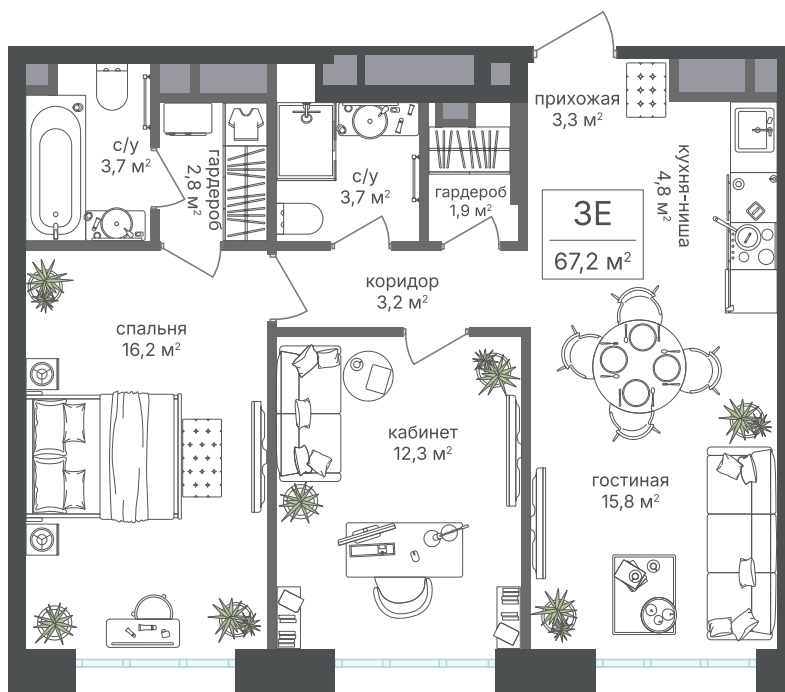 прихожая
3,3 м²
с/у
3,7 м²
гардероб
2,8 м²
с/у
3,7 м²
гардероб
1,9 м²
кухня-ниша
4,8 м²
3Е
67,2 м²
коридор
3,2 м²
спальня
16,2 м²
кабинет
12,3 м²
гостиная
15,8 м²